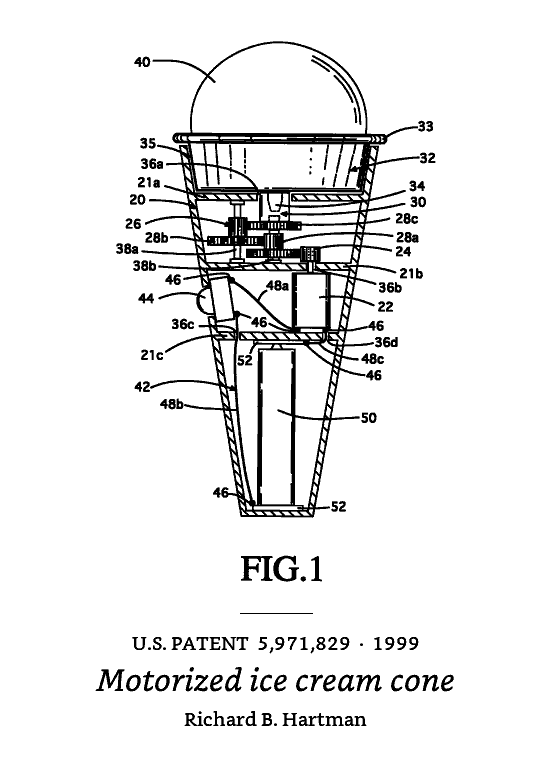 40
33
35
36a
32
21a
34
20
30
26
28c
28b
28a
38a
24
38b
21b
46
48a
36b
44
22
36c
46
46
36d
21c
52
48c
46
42
48b
50
46
52
FIG.1
U.S. PATENT 5,971,829 · 1999
Motorized ice cream cone
Richard B. Hartman